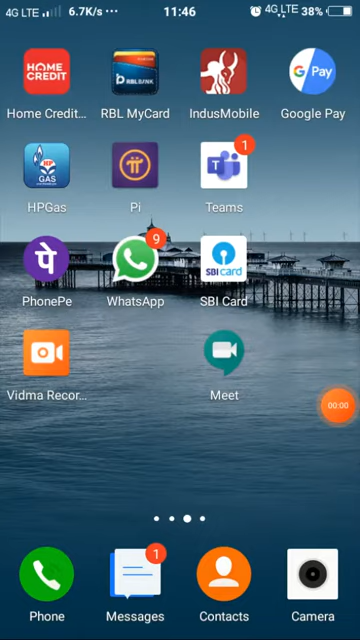 4G LTE 6.7K/s ··· 11:46 4G LTE 38%
HOME CREDIT RBL BANK G Pay
Home Credit... RBL MyCard IndusMobile Google Pay
HP GAS 1
HPGas Pi Teams
पे 9 SBI card
PhonePe WhatsApp SBI Card
Vidma Recor... Meet
00:00
1
Phone Messages Contacts Camera